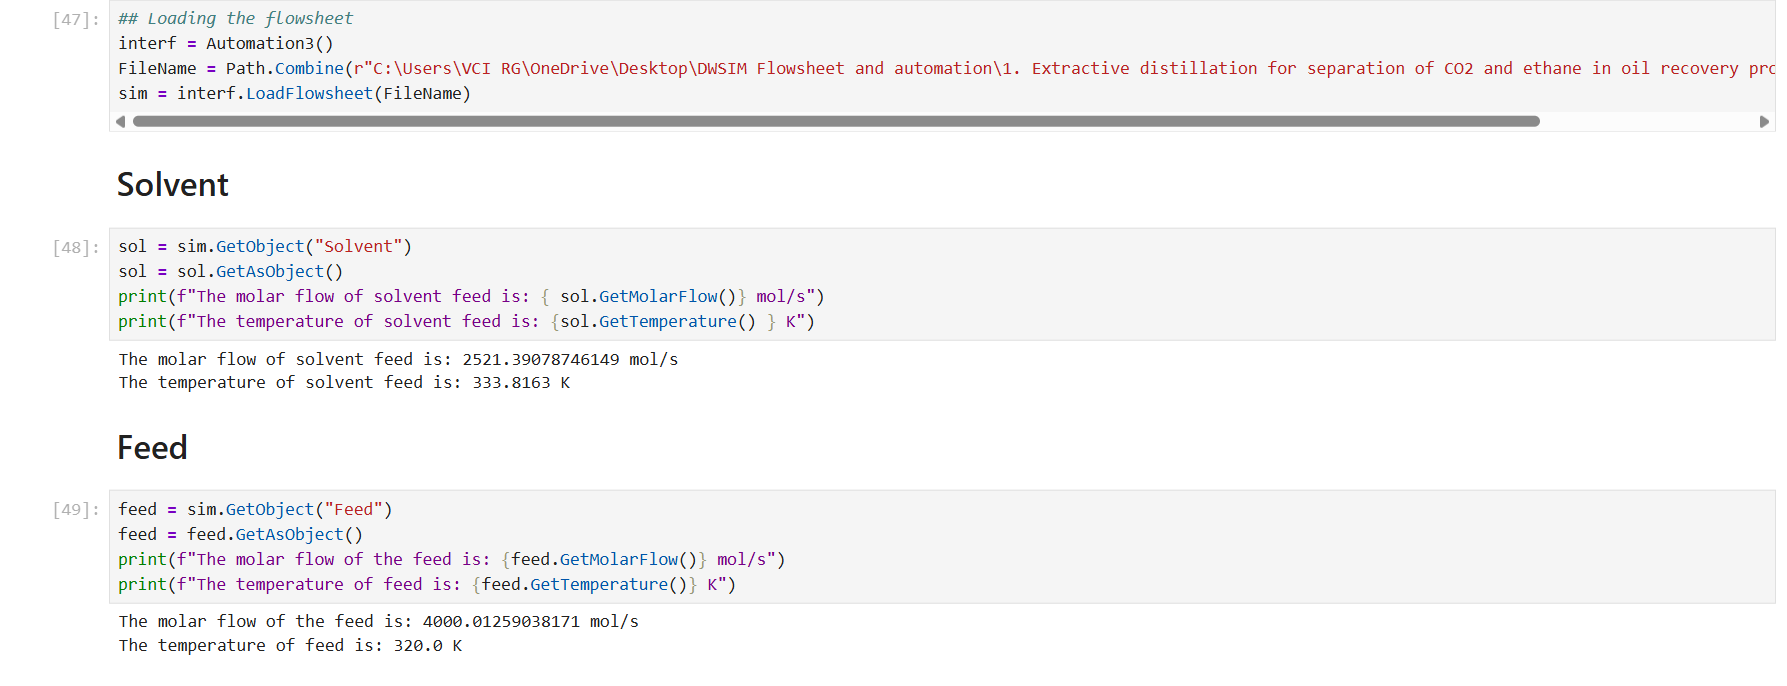 [47]: ## Loading the flowsheet
interf = Automation3()
FileName = Path.Combine(r"C:\Users\VCI RG\OneDrive\Desktop\DWSIM Flowsheet and automation\1. Extractive distillation for separation of CO2 and ethane in oil recovery pro
sim = interf.LoadFlowsheet(FileName)
Solvent
[48]: sol = sim.GetObject("Solvent")
sol = sol.GetAsObject()
print(f"The molar flow of solvent feed is: { sol.GetMolarFlow()} mol/s")
print(f"The temperature of solvent feed is: {sol.GetTemperature() } K")
The molar flow of solvent feed is: 2521.39078746149 mol/s
The temperature of solvent feed is: 333.8163 K
Feed
[49]: feed = sim.GetObject("Feed")
feed = feed.GetAsObject()
print(f"The molar flow of the feed is: {feed.GetMolarFlow()} mol/s")
print(f"The temperature of feed is: {feed.GetTemperature()} K")
The molar flow of the feed is: 4000.01259038171 mol/s
The temperature of feed is: 320.0 K